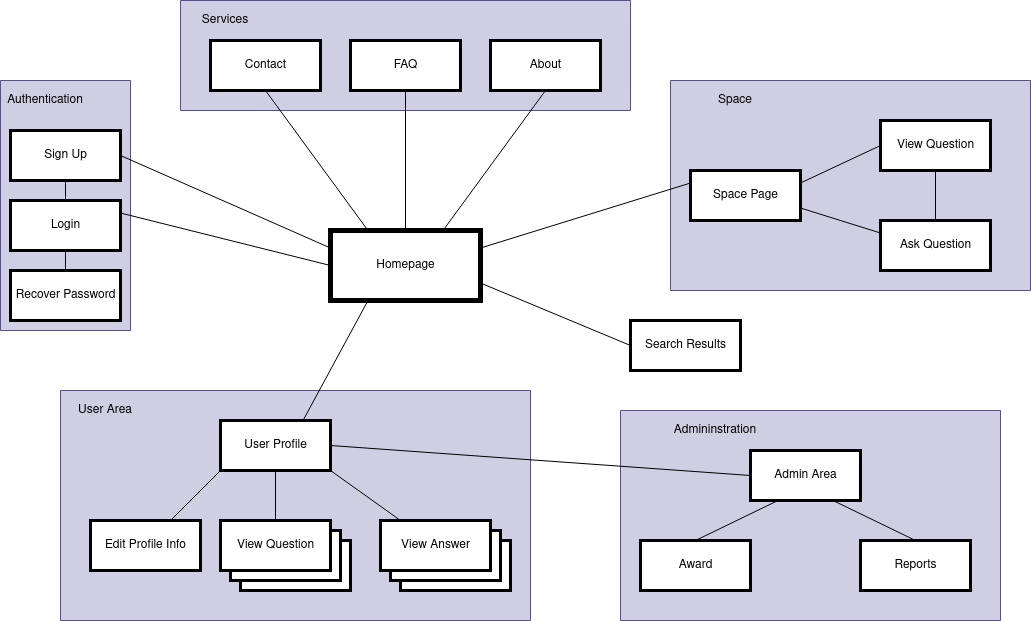 Services
Contact
FAQ
About
Authentication
Sign Up
Login
Recover Password
Space
View Question
Space Page
Ask Question
Homepage
Search Results
User Area
User Profile
Edit Profile Info
View Question
View Answer
Admininstration
Admin Area
Award
Reports